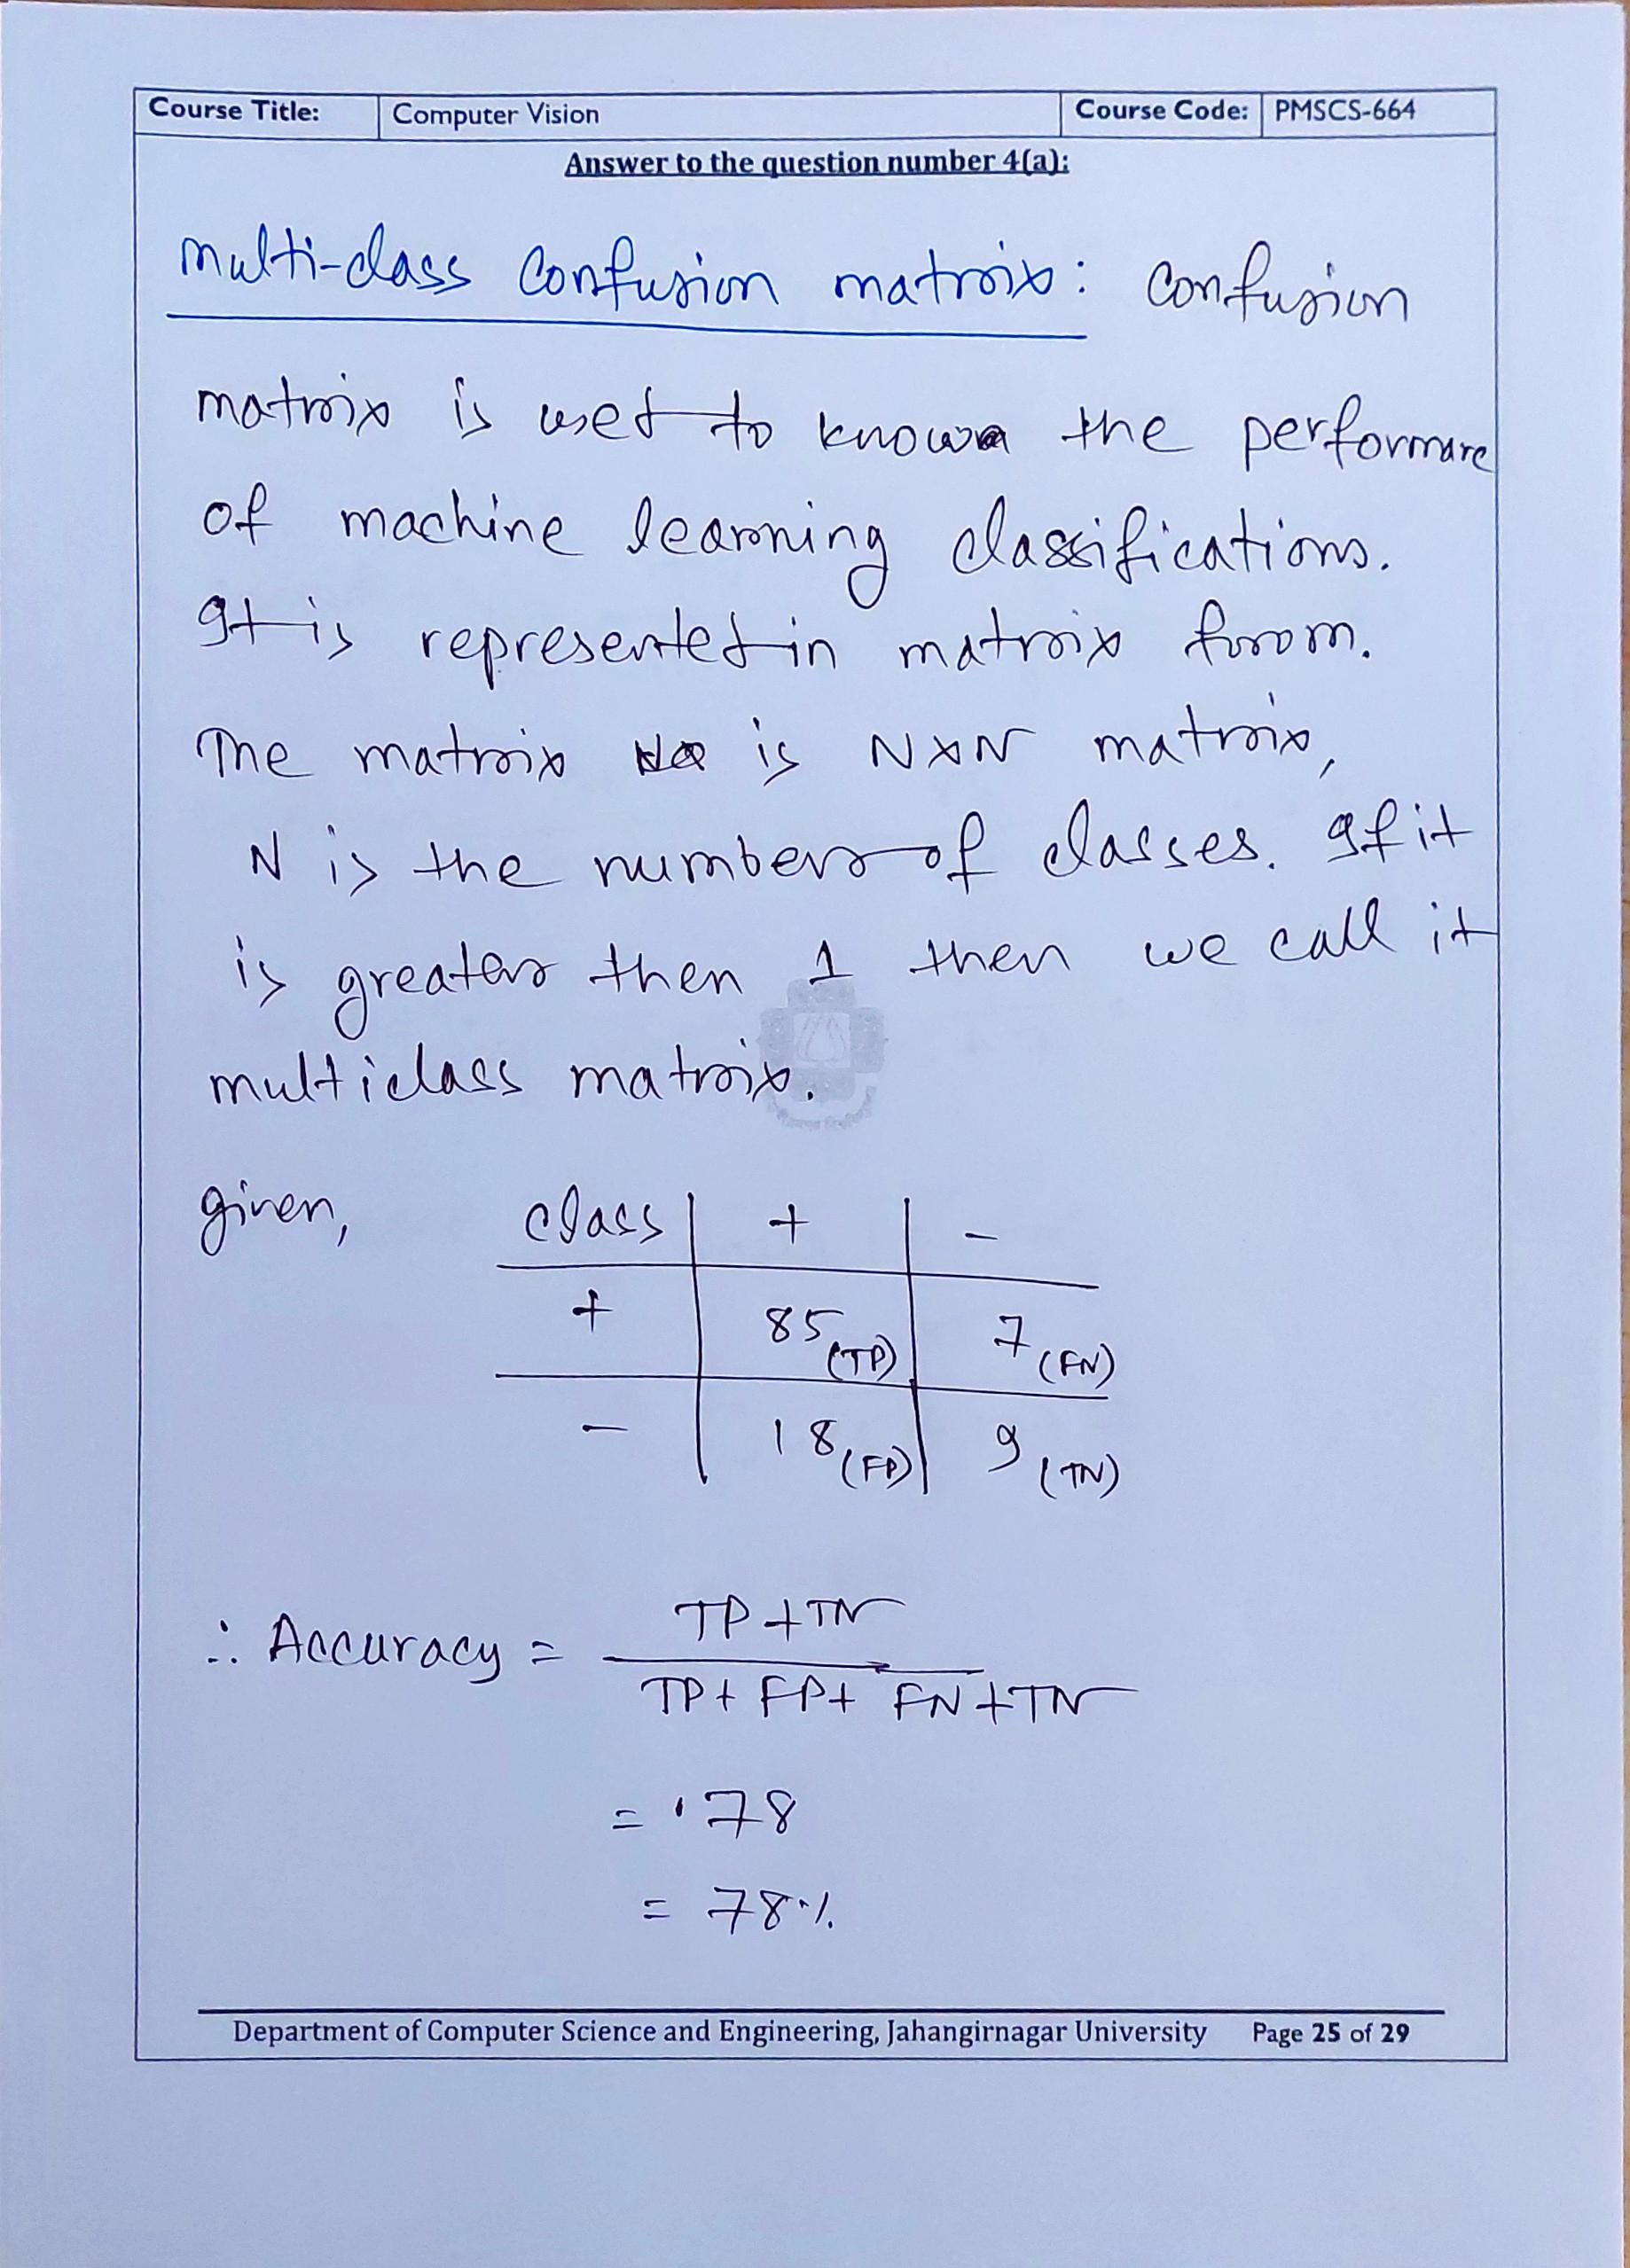 Course Title: Computer Vision Course Code: PMSCS-664
Answer to the question number 4(a):
Multi-class Confusion matrix: Confusion
matrix is used to known the performance
of machine learning classifications.
It is represented in matrix form.
The matrix is NxN matrix,
N is the number of classes. If it
is greater then 1 then we call it
multiclass matrix.
given, class + -
+ 85 (TP) 7 (FN)
- 18 (FP) 9 (TN)
∴ Accuracy = TP+TN
TP+FP+FN+TN
= .78
= 78%
Department of Computer Science and Engineering, Jahangirnagar University Page 25 of 29